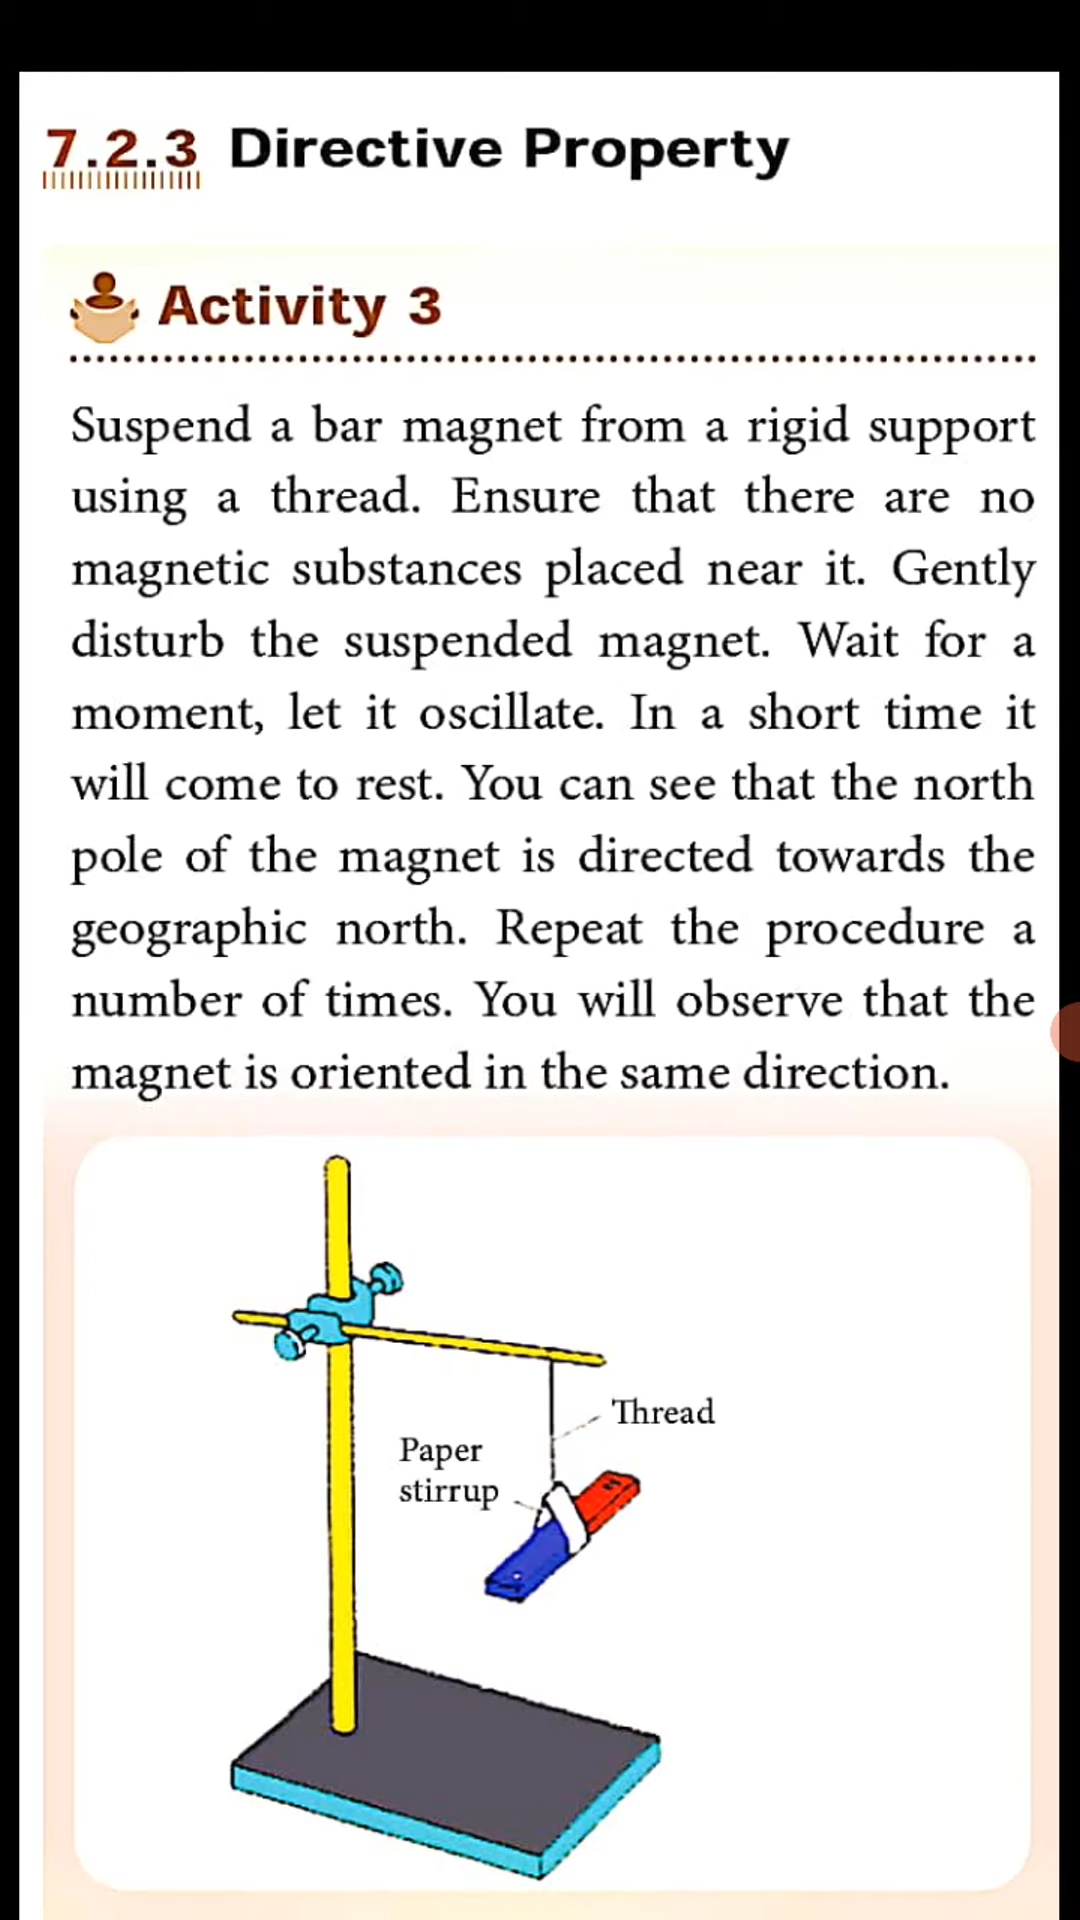 7.2.3 Directive Property
Activity 3
Suspend a bar magnet from a rigid support
using a thread. Ensure that there are no
magnetic substances placed near it. Gently
disturb the suspended magnet. Wait for a
moment, let it oscillate. In a short time it
will come to rest. You can see that the north
pole of the magnet is directed towards the
geographic north. Repeat the procedure a
number of times. You will observe that the
magnet is oriented in the same direction.
Thread
Paper
stirrup